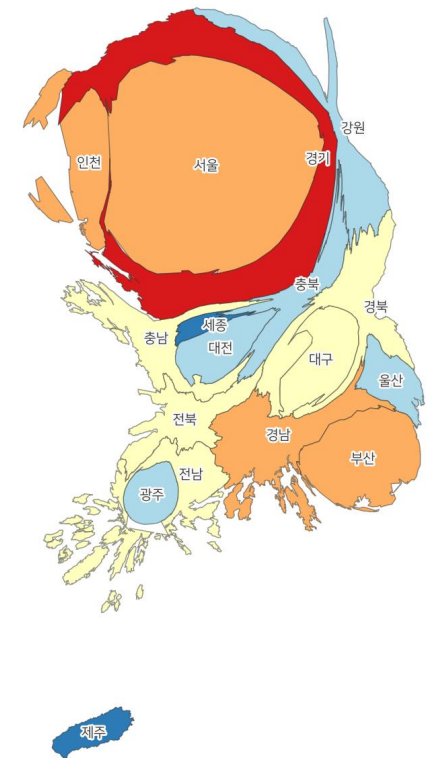 강원
경기
인천
서울
충북
경북
세종
충남
대전
대구
울산
전북
경남
부산
전남
광주
제주